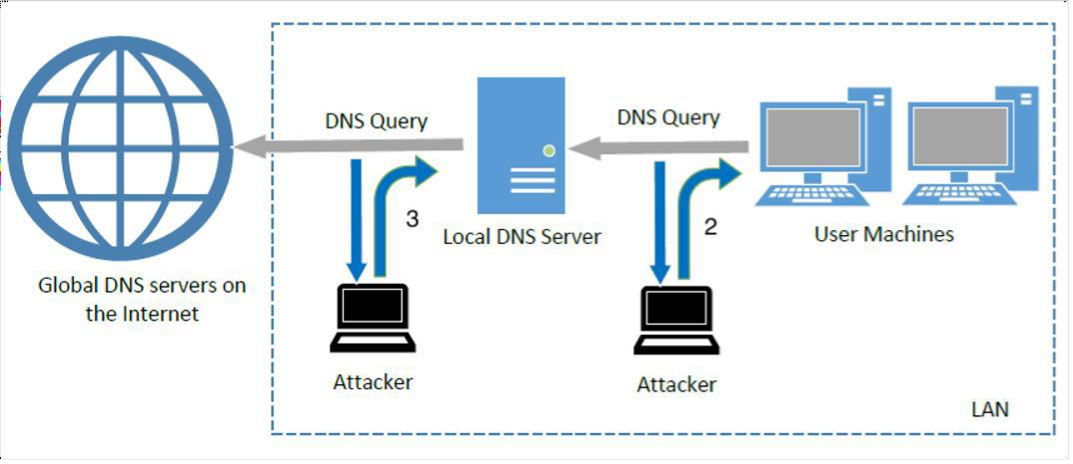 DNS Query
DNS Query
3
2
Local DNS Server
User Machines
Global DNS servers on
the Internet
Attacker
Attacker
LAN